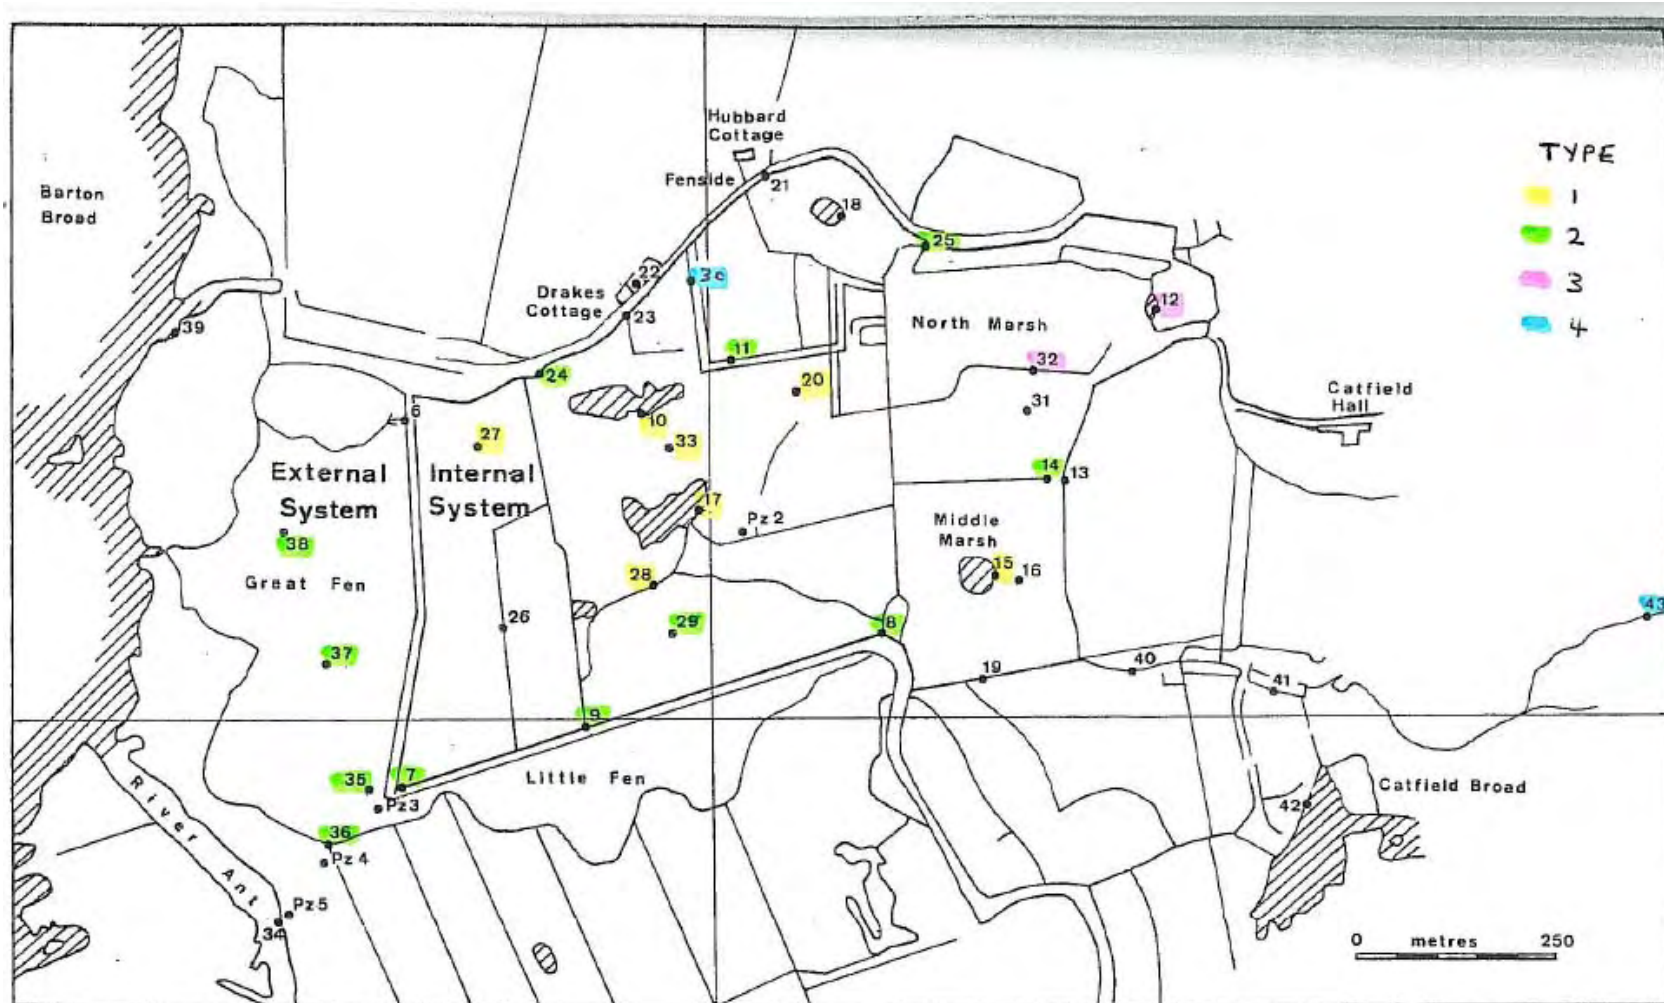 Hubbard
Cottage
TYPE
1
2
3
4
Barton
Broad
Fenside
21
18
25
22
30
Drakes
Cottage
23
12
North Marsh
39
11
32
24
20
Catfield
Hall
6
10
31
27
33
External
System
Internal
System
14
13
17
Pz 2
Middle
Marsh
38
Great Fen
28
15
16
26
29
8
43
37
19
40
41
9
35
7
Pz3
Little Fen
Catfield Broad
42
36
Pz 4
River Ant
Pz 5
34
0 metres 250